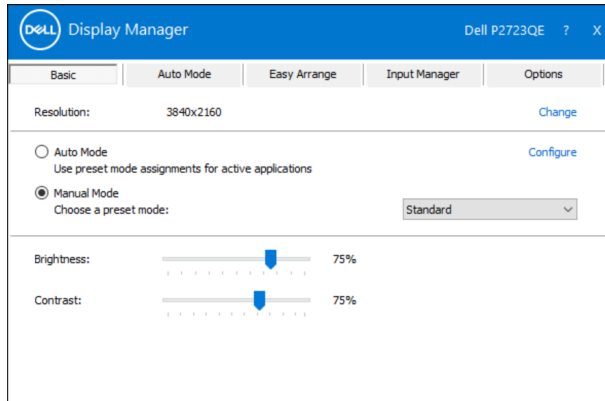 DELL Display Manager Dell P2723QE ? X
Basic Auto Mode Easy Arrange Input Manager Options
Resolution: 3840x2160 Change
Auto Mode Configure
Use preset mode assignments for active applications
Manual Mode
Choose a preset mode: Standard
Brightness: 75%
Contrast: 75%